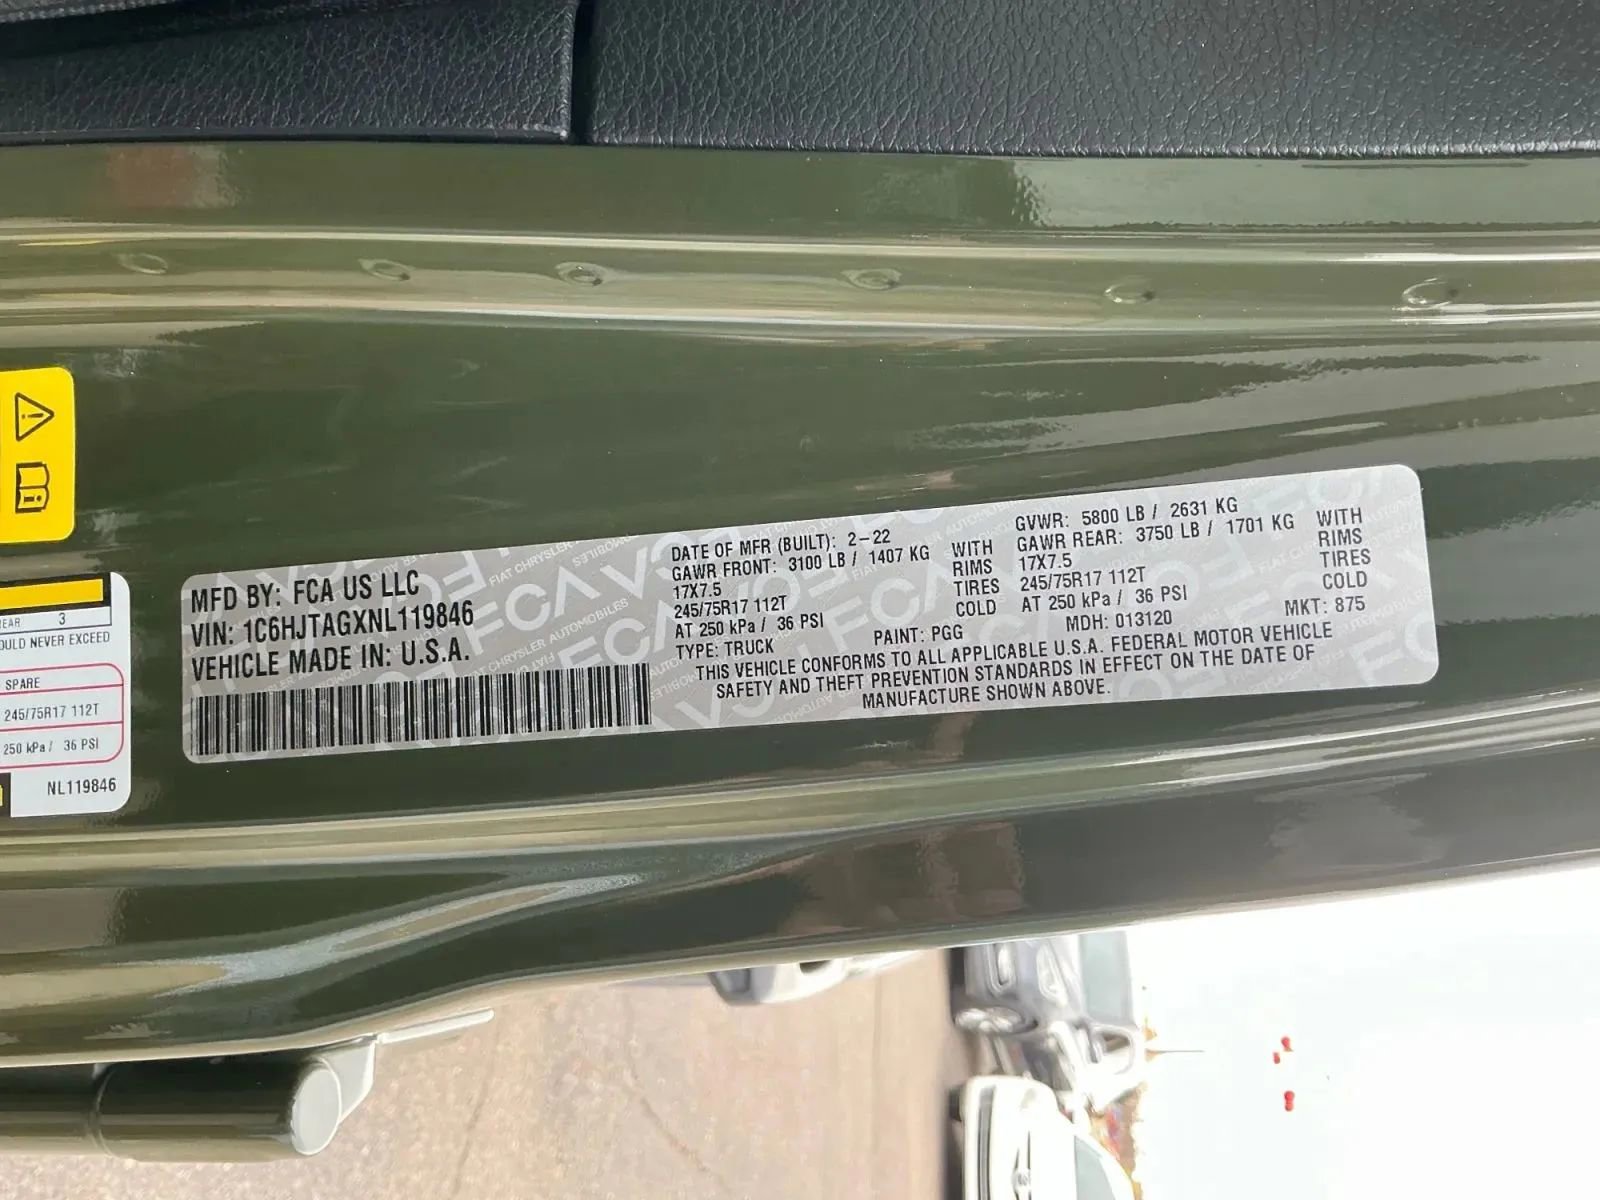 MFD BY: FCA US LLC
VIN: 1C6HJTAGXNL119846
VEHICLE MADE IN: U.S.A.
DATE OF MFR (BUILT): 2-22
GAWR FRONT: 3100 LB / 1407 KG WITH
17X7.5 RIMS
245/75R17 112T TIRES
AT 250 kPa / 36 PSI COLD
TYPE: TRUCK PAINT: PGG
GVWR: 5800 LB / 2631 KG
GAWR REAR: 3750 LB / 1701 KG WITH
17X7.5 RIMS
245/75R17 112T TIRES
AT 250 kPa / 36 PSI COLD
MDH: 013120 MKT: 875
THIS VEHICLE CONFORMS TO ALL APPLICABLE U.S.A. FEDERAL MOTOR VEHICLE
SAFETY AND THEFT PREVENTION STANDARDS IN EFFECT ON THE DATE OF
MANUFACTURE SHOWN ABOVE.
EAR 3
OULD NEVER EXCEED
SPARE
245/75R17 112T
250 kPa / 36 PSI
NL119846